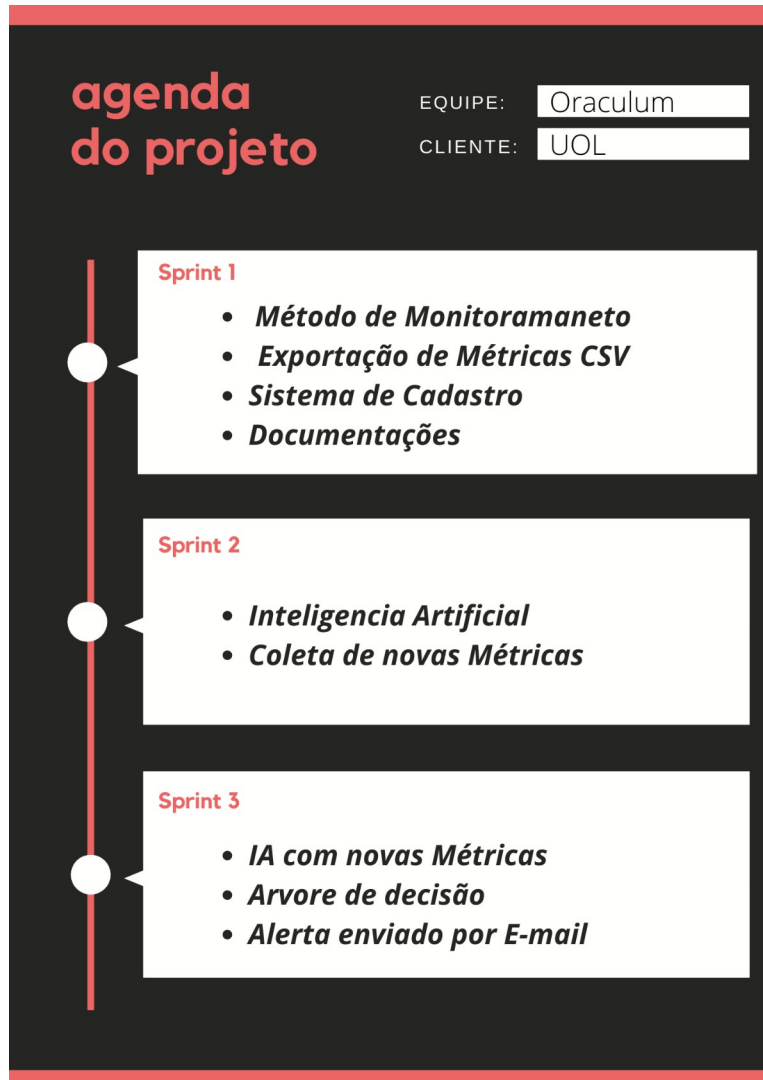 agenda
do projeto
EQUIPE: Oraculum
CLIENTE: UOL
Sprint 1
• Método de Monitoramaneto
• Exportação de Métricas CSV
• Sistema de Cadastro
• Documentações
Sprint 2
• Inteligencia Artificial
• Coleta de novas Métricas
Sprint 3
• IA com novas Métricas
• Arvore de decisão
• Alerta enviado por E-mail